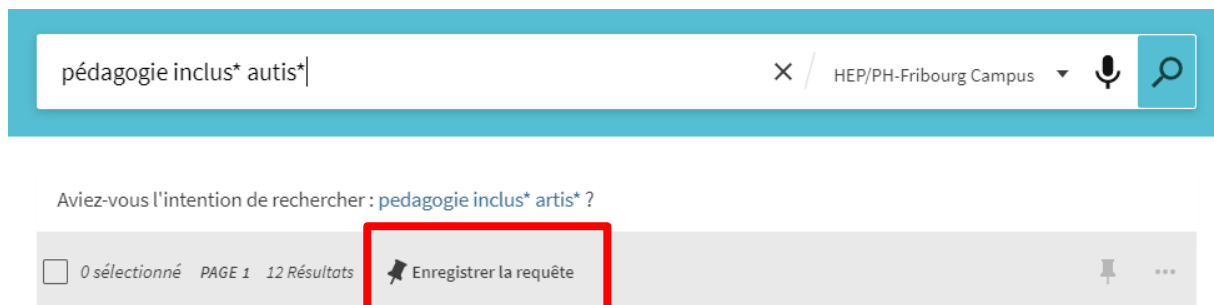 pédagogie inclus* autis* HEP/PH-Fribourg Campus
Aviez-vous l'intention de rechercher : pedagogie inclus* artis* ?
0 sélectionné PAGE 1 12 Résultats Enregistrer la requête